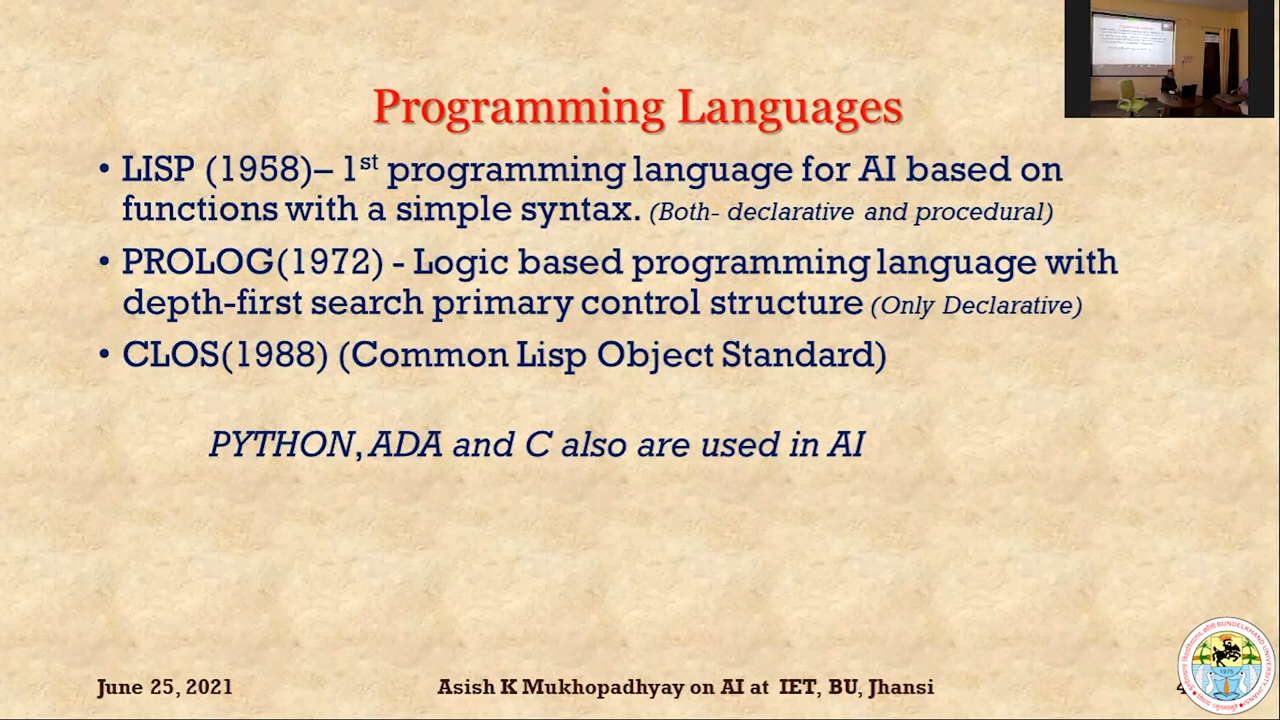 Programming Languages
• LISP (1958)– 1st programming language for AI based on
functions with a simple syntax. (Both- declarative and procedural)
• PROLOG(1972) - Logic based programming language with
depth-first search primary control structure (Only Declarative)
• CLOS(1988) (Common Lisp Object Standard)
PYTHON, ADA and C also are used in AI
June 25, 2021
Asish K Mukhopadhyay on AI at IET, BU, Jhansi
BUNDELKHAND UNIVERSITY, JHANSI